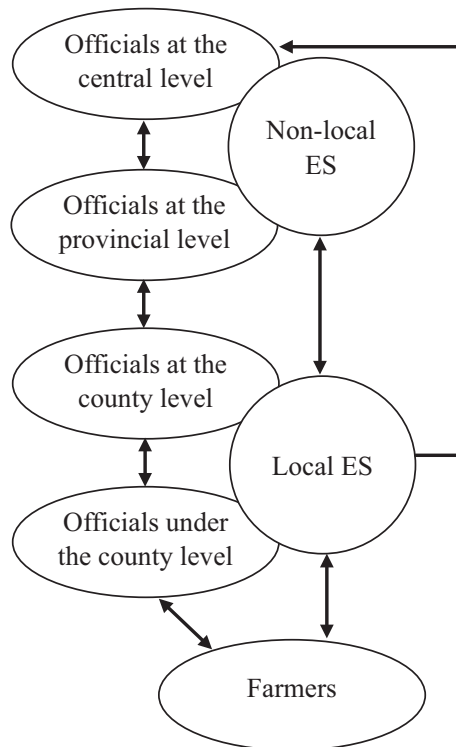 Officials at the
central level
Non-local
ES
Officials at the
provincial level
Officials at the
county level
Local ES
Officials under
the county level
Farmers